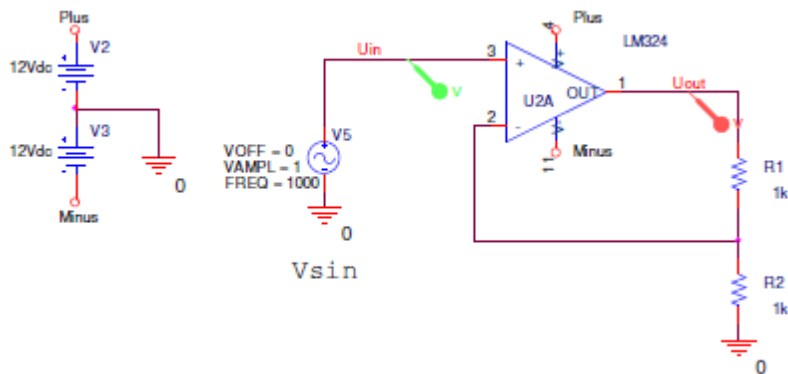 Plus
V2
12Vdc
V3
12Vdc
0
Minus
Uin
V
V5
VOFF = 0
VAMPL = 1
FREQ = 1000
0
Vsin
Plus
4
V+
LM324
3
+
U2A
OUT
1
2
-
V-
11
Minus
Uout
V
R1
1k
R2
1k
0